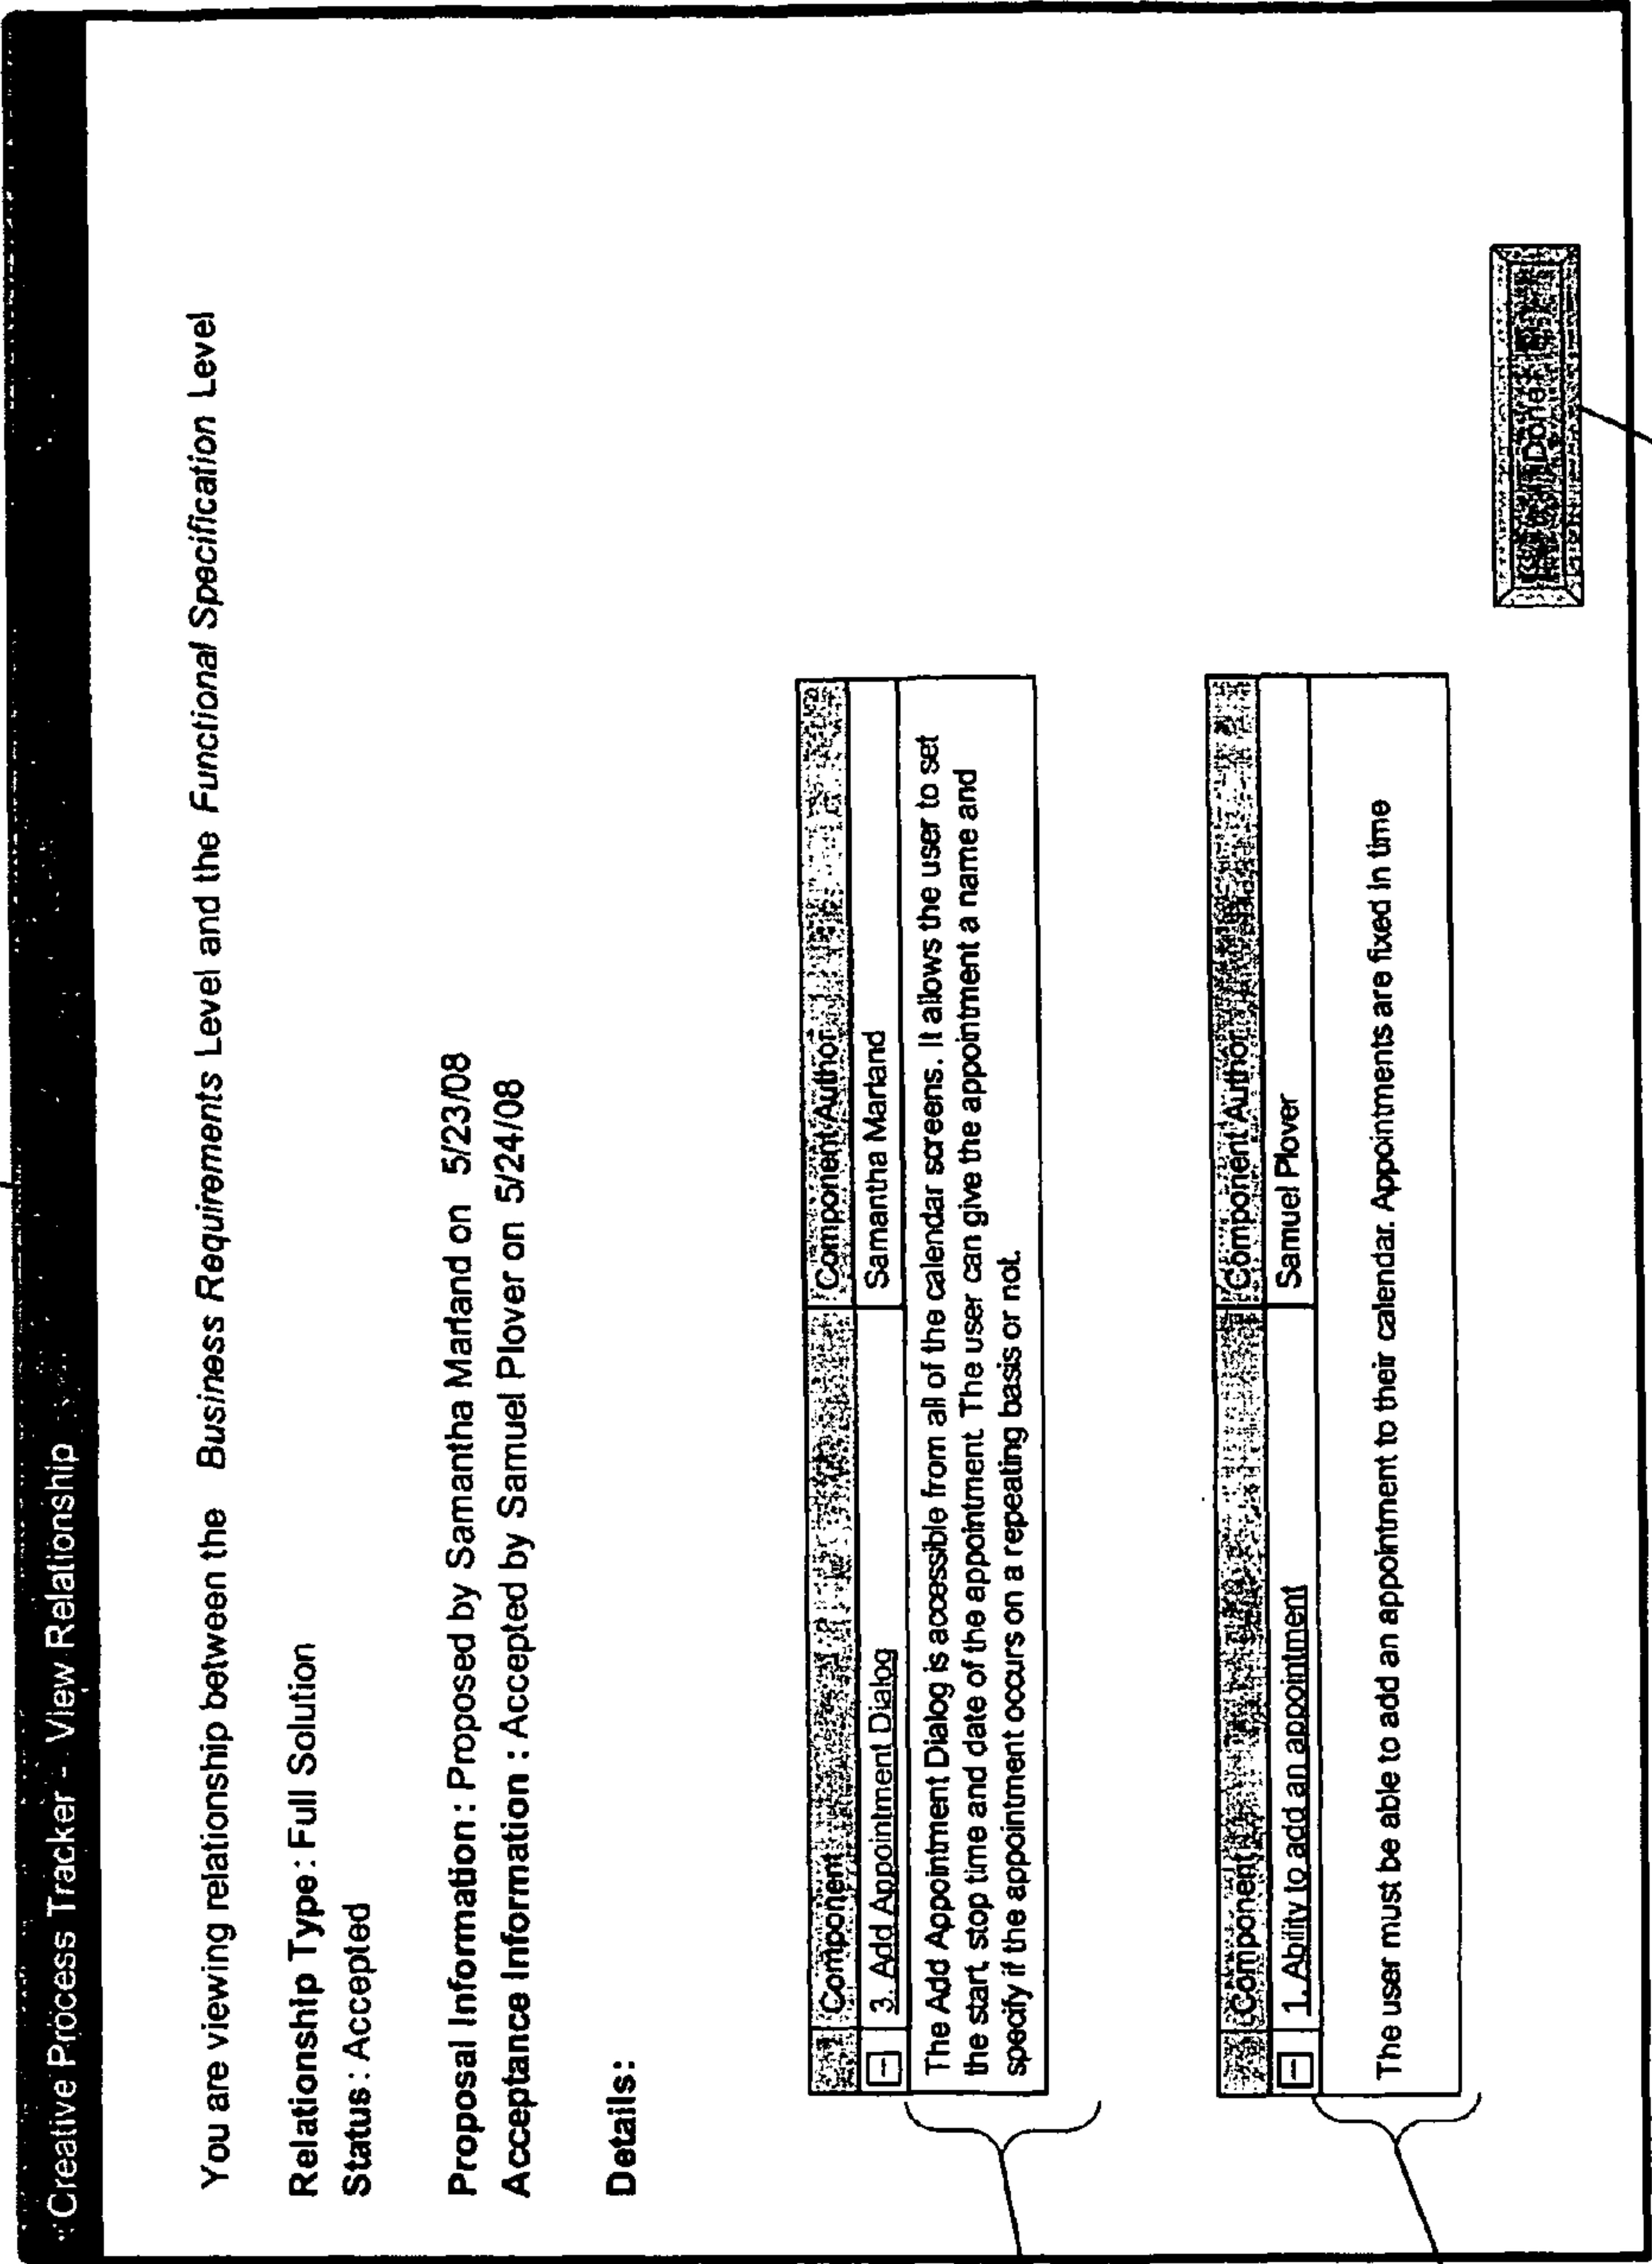 Creative Process Tracker - View Relationship
You are viewing relationship between the Business Requirements Level and the Functional Specification Level
Relationship Type : Full Solution
Status : Accepted
Proposal Information : Proposed by Samantha Marland on 5/23/08
Acceptance Information : Accepted by Samuel Plover on 5/24/08
Details:
Component Component Author
3. Add Appointment Dialog Samantha Marland
The Add Appointment Dialog is accessible from all of the calendar screens. It allows the user to set
the start, stop time and date of the appointment. The user can give the appointment a name and
specify if the appointment occurs on a repeating basis or not.
Component Component Author
1. Ability to add an appointment Samuel Plover
The user must be able to add an appointment to their calendar. Appointments are fixed in time
Done